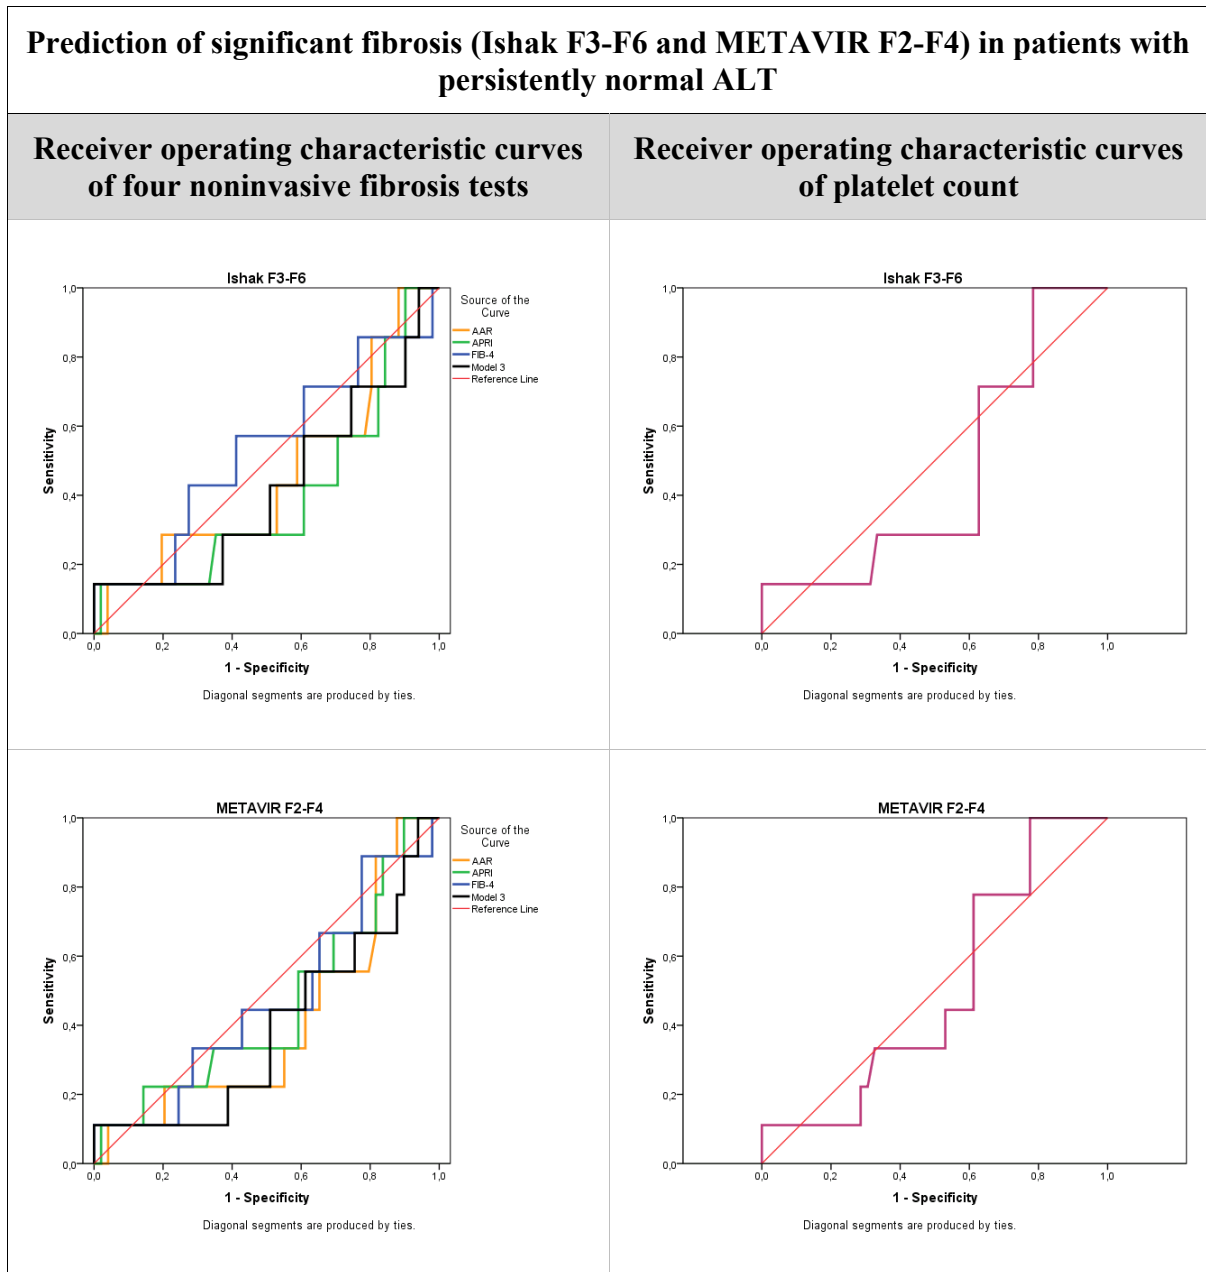 Prediction of significant fibrosis (Ishak F3-F6 and METAVIR F2-F4) in patients with
persistently normal ALT
Receiver operating characteristic curves
of four noninvasive fibrosis tests
Receiver operating characteristic curves
of platelet count
Ishak F3-F6
Sensitivity
1,0
0,8
0,6
0,4
0,2
0,0
0,0 0,2 0,4 0,6 0,8 1,0
1 - Specificity
Diagonal segments are produced by ties.
Source of the
Curve
AAR
APRI
FIB-4
Model 3
Reference Line
Ishak F3-F6
Sensitivity
1,0
0,8
0,6
0,4
0,2
0,0
0,0 0,2 0,4 0,6 0,8 1,0
1 - Specificity
Diagonal segments are produced by ties.
METAVIR F2-F4
Sensitivity
1,0
0,8
0,6
0,4
0,2
0,0
0,0 0,2 0,4 0,6 0,8 1,0
1 - Specificity
Diagonal segments are produced by ties.
Source of the
Curve
AAR
APRI
FIB-4
Model 3
Reference Line
METAVIR F2-F4
Sensitivity
1,0
0,8
0,6
0,4
0,2
0,0
0,0 0,2 0,4 0,6 0,8 1,0
1 - Specificity
Diagonal segments are produced by ties.